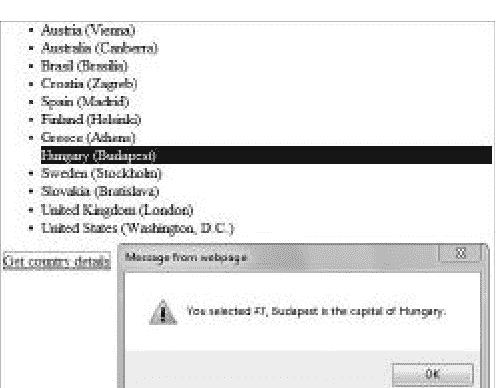 • Austria (Vienna)
• Australia (Canberra)
• Brasil (Brasilia)
• Croatia (Zagreb)
• Spain (Madrid)
• Finland (Helsinki)
• Greece (Athens)
Hungary (Budapest)
• Sweden (Stockholm)
• Slovakia (Bratislava)
• United Kingdom (London)
• United States (Washington, D.C.)
Get country details
Message from webpage
You selected #7, Budapest is the capital of Hungary.
OK